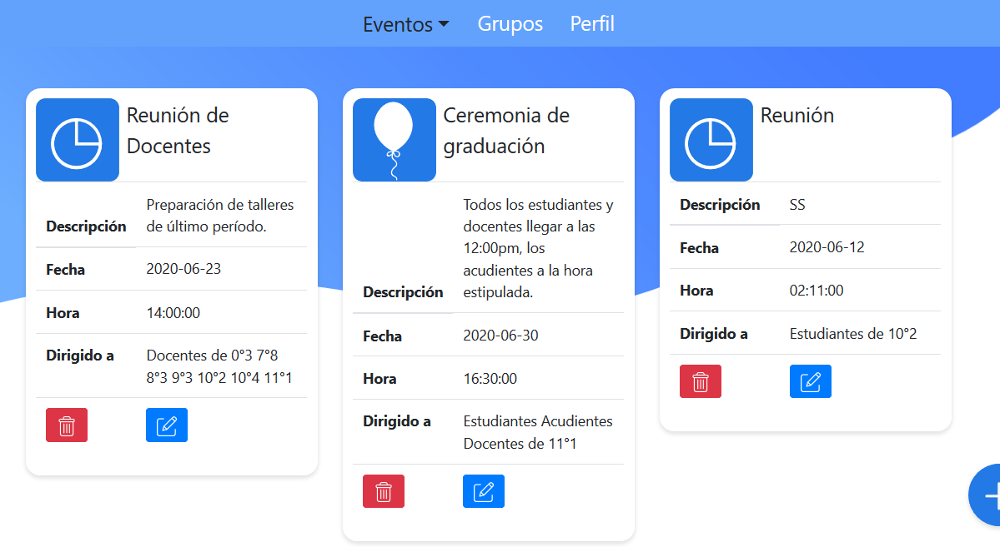 Eventos
Grupos
Perfil
Reunión de
Docentes
Descripción
Preparación de talleres
de último período.
Fecha
2020-06-23
Hora
14:00:00
Dirigido a
Docentes de 0°3 7°8
8°3 9°3 10°2 10°4 11°1
Ceremonia de
graduación
Descripción
Todos los estudiantes y
docentes llegar a las
12:00pm, los
acudientes a la hora
estipulada.
Fecha
2020-06-30
Hora
16:30:00
Dirigido a
Estudiantes Acudientes
Docentes de 11°1
Reunión
Descripción
SS
Fecha
2020-06-12
Hora
02:11:00
Dirigido a
Estudiantes de 10°2